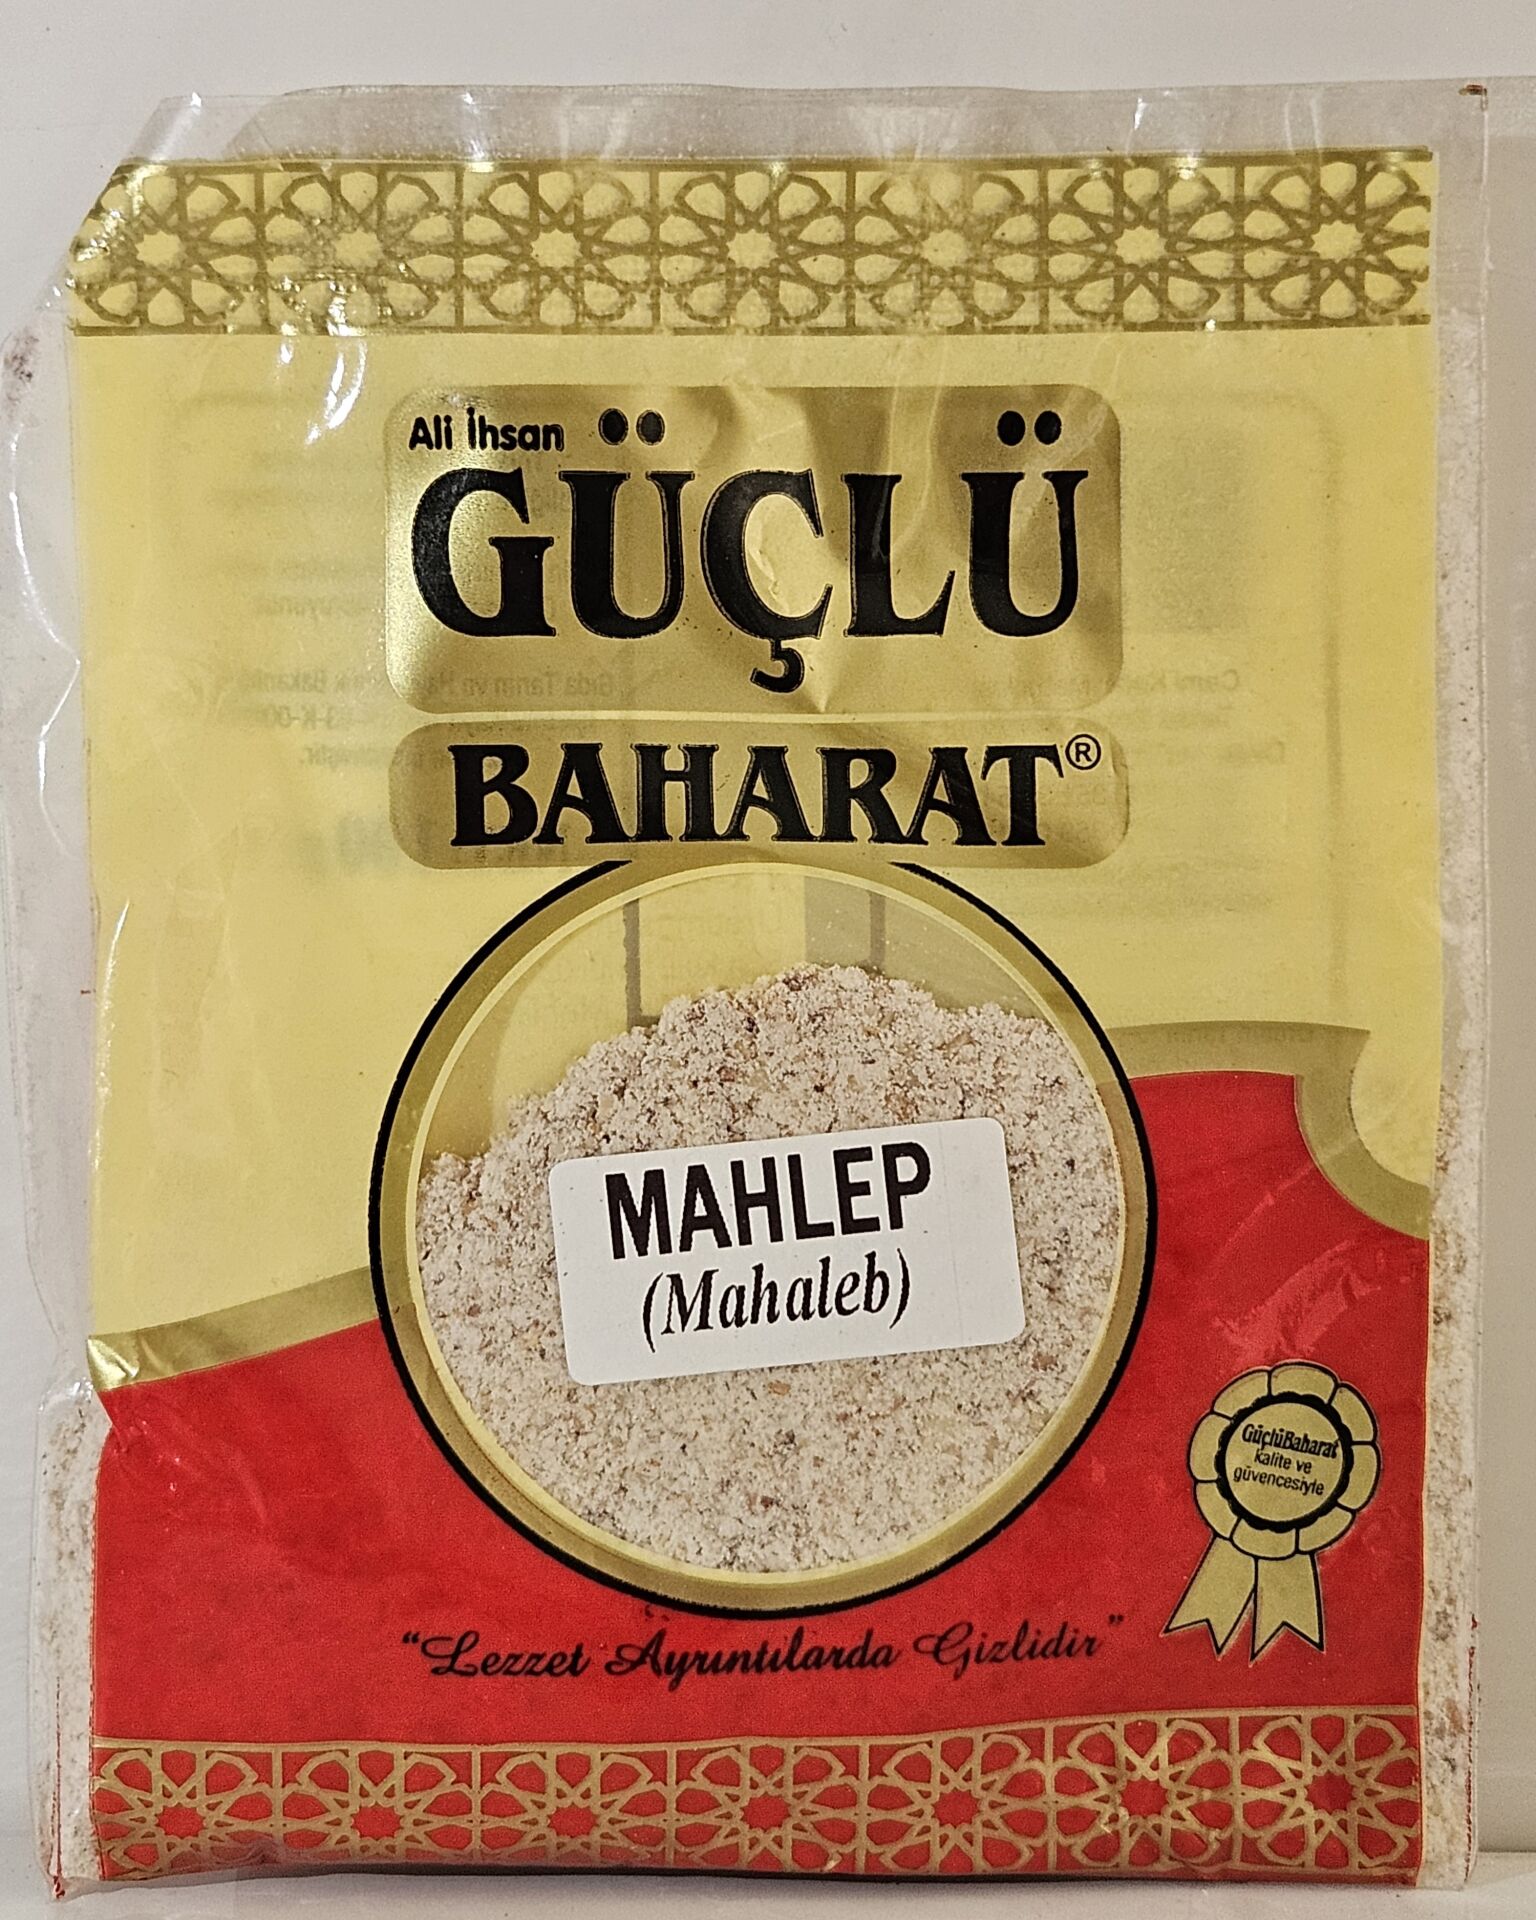 Ali İhsan
GÜÇLÜ
BAHARAT®
MAHLEP
(Mahaleb)
GüçlüBaharat
kalite ve
güvencesiyle
"Lezzet Ayrıntılarda Gizlidir"